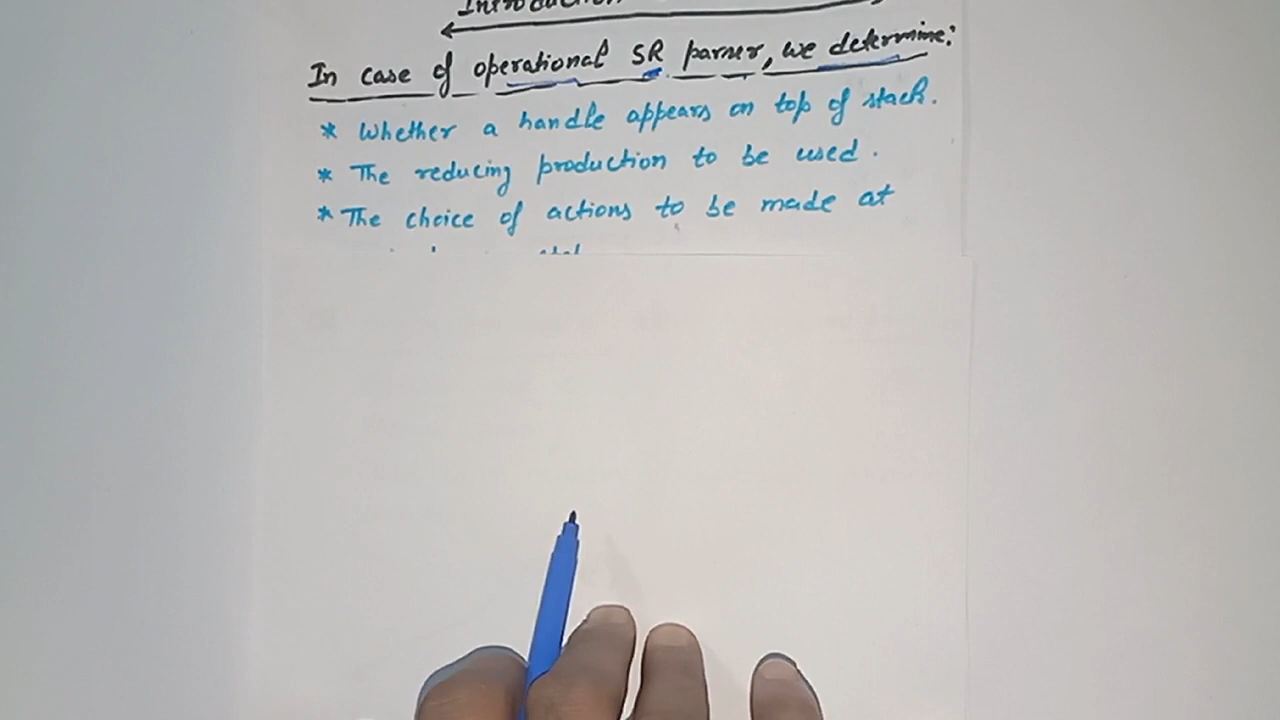 Introduction
In case of operational SR parser, we determine:
* Whether a handle appears on top of stack.
* The reducing production to be used.
* The choice of actions to be made at